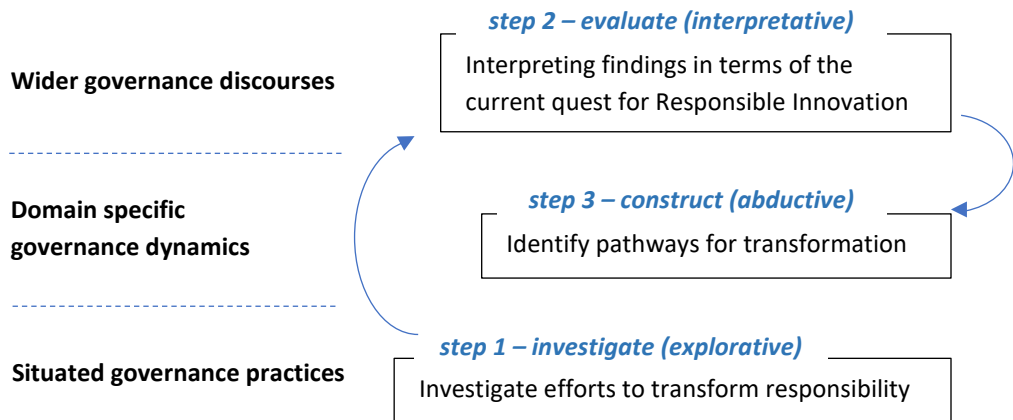 step 2 – evaluate (interpretative)
Wider governance discourses
Interpreting findings in terms of the
current quest for Responsible Innovation
Domain specific
governance dynamics
step 3 – construct (abductive)
Identify pathways for transformation
step 1 – investigate (explorative)
Situated governance practices
Investigate efforts to transform responsibility